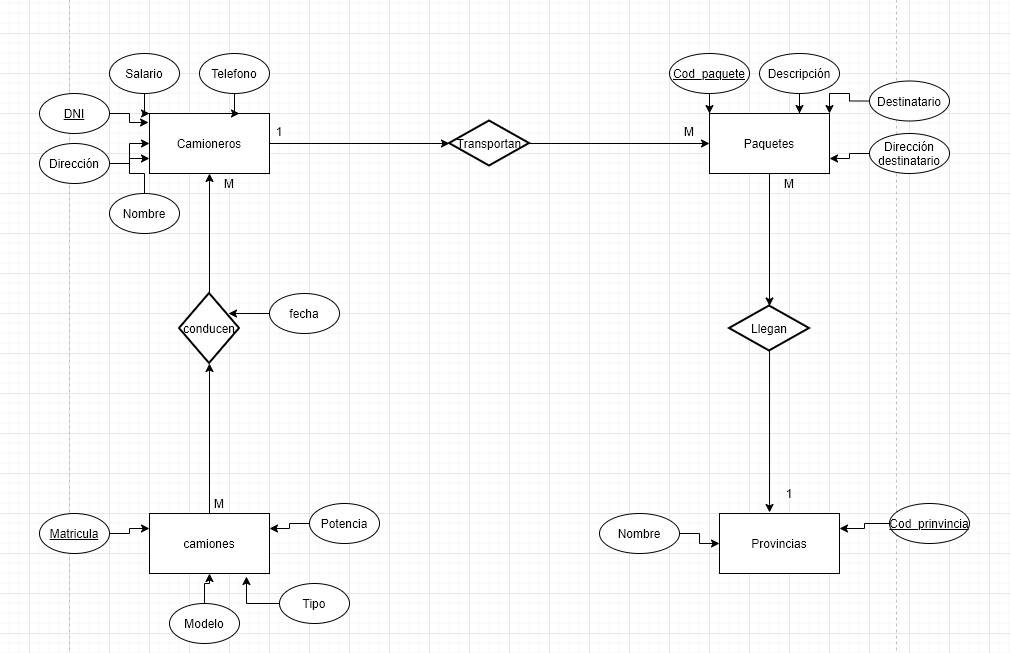 Salario
Telefono
Cod_paquete
Descripción
DNI
Destinatario
Camioneros
1
Transportan
M
Paquetes
Dirección
Dirección
destinatario
Nombre
M
M
fecha
conducen
Llegan
M
1
Matricula
Potencia
camiones
Nombre
Provincias
Cod_prinvincia
Modelo
Tipo